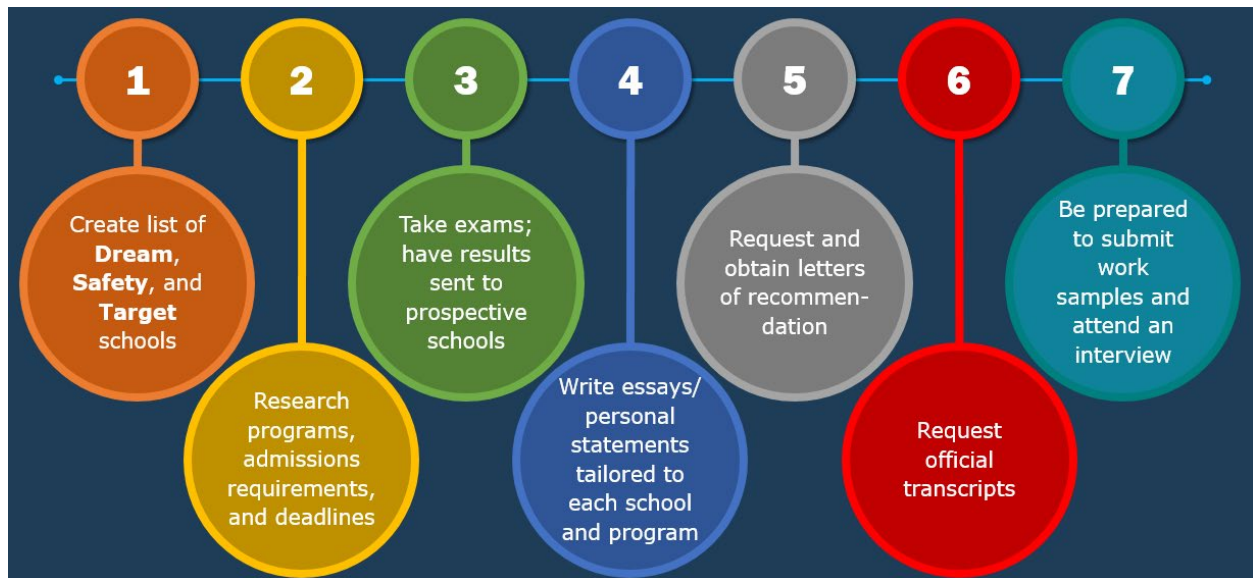 1
Create list of
Dream,
Safety, and
Target
schools
2
Research
programs,
admissions
requirements,
and deadlines
3
Take exams;
have results
sent to
prospective
schools
4
Write essays/
personal
statements
tailored to
each school
and program
5
Request and
obtain letters
of recommen-
dation
6
Request
official
transcripts
7
Be prepared
to submit
work
samples and
attend an
interview